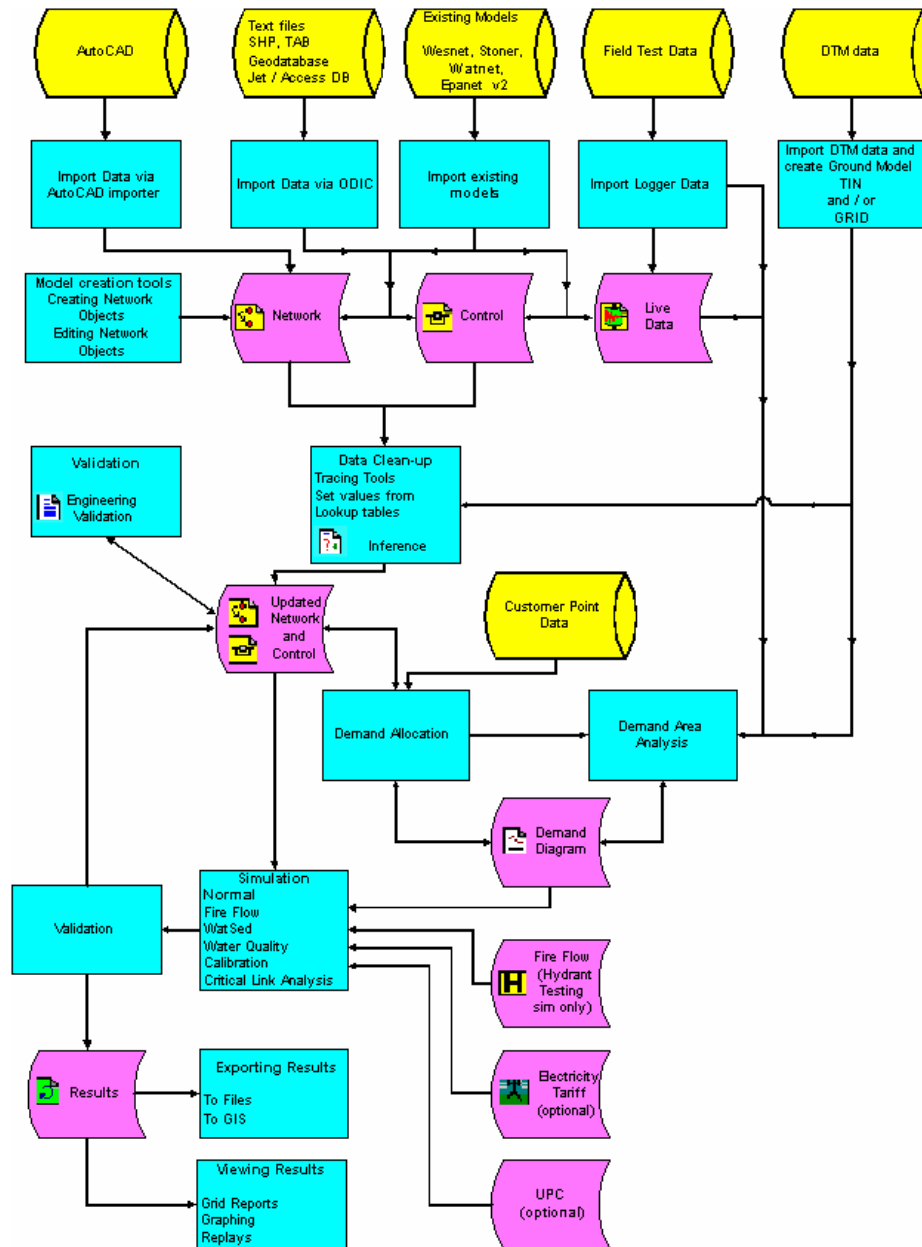 AutoCAD
Text files
SHP, TAB
Geodatabase
Jet / Access DB
Existing Models
Wesnet, Stoner,
Watnet,
Epanet v2
Field Test Data
DTM data
Import Data via
AutoCAD importer
Import Data via ODIC
Import existing
models
Import Logger Data
Import DTM data and
create Ground Model
TIN
and / or
GRID
Model creation tools
Creating Network
Objects
Editing Network
Objects
Network
Control
Live
Data
Validation
Engineering
Validation
Data Clean-up
Tracing Tools
Set values from
Lookup tables
Inference
Updated
Network
and
Control
Customer Point
Data
Demand Allocation
Demand Area
Analysis
Demand
Diagram
Simulation
Normal
Fire Flow
WatSed
Water Quality
Calibration
Critical Link Analysis
Validation
Fire Flow
(Hydrant
Testing
sim only)
H
Results
Exporting Results
To Files
To GIS
Electricity
Tariff
(optional)
Viewing Results
Grid Reports
Graphing
Replays
UPC
(optional)